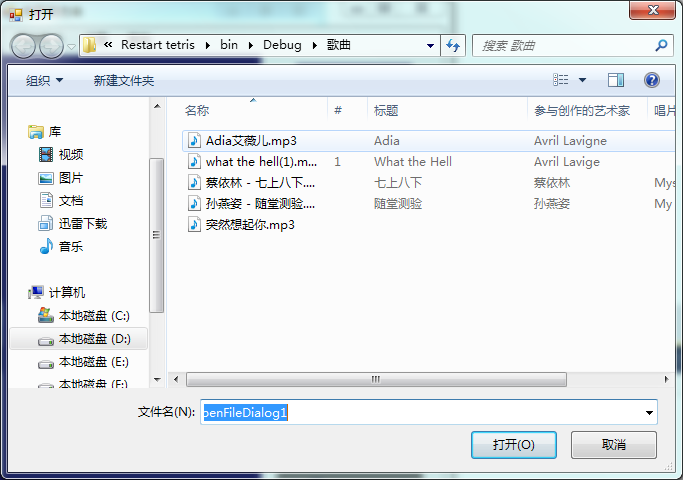 打开
« Restart tetris ▸ bin ▸ Debug ▸ 歌曲
搜索 歌曲
组织 新建文件夹
名称 # 标题 参与创作的艺术家 唱片
Adia艾薇儿.mp3 Adia Avril Lavigne
what the hell(1).m... 1 What the Hell Avril Lavige
蔡依林 - 七上八下.... 七上八下 蔡依林 Mys
孙燕姿 - 随堂测验.... 随堂测验 孙燕姿 My
突然想起你.mp3
库
视频
图片
文档
迅雷下载
音乐
计算机
本地磁盘 (C:)
本地磁盘 (D:)
本地磁盘 (E:)
本地磁盘 (F:)
文件名(N): penFileDialog1
打开(O) 取消